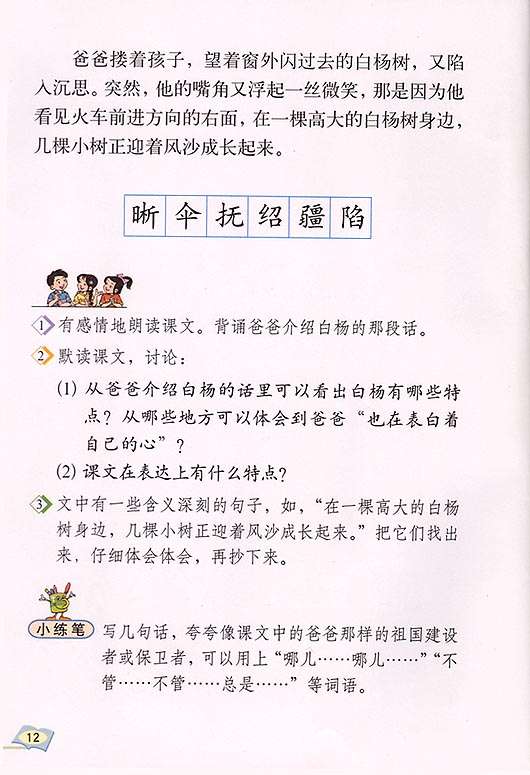 爸爸搂着孩子，望着窗外闪过去的白杨树，又陷
入沉思。突然，他的嘴角又浮起一丝微笑，那是因为他
看见火车前进方向的右面，在一棵高大的白杨树身边，
几棵小树正迎着风沙成长起来。
晰伞抚绍疆陷
1 有感情地朗读课文。背诵爸爸介绍白杨的那段话。
2 默读课文，讨论：
(1) 从爸爸介绍白杨的话里可以看出白杨有哪些特
点？从哪些地方可以体会到爸爸“也在表白着
自己的心”？
(2) 课文在表达上有什么特点？
3 文中有一些含义深刻的句子，如，“在一棵高大的白杨
树身边，几棵小树正迎着风沙成长起来。”把它们找出
来，仔细体会体会，再抄下来。
小练笔
写几句话，夸夸像课文中的爸爸那样的祖国建设
者或保卫者，可以用上“哪儿……哪儿……”“不
管……不管……总是……”等词语。
12